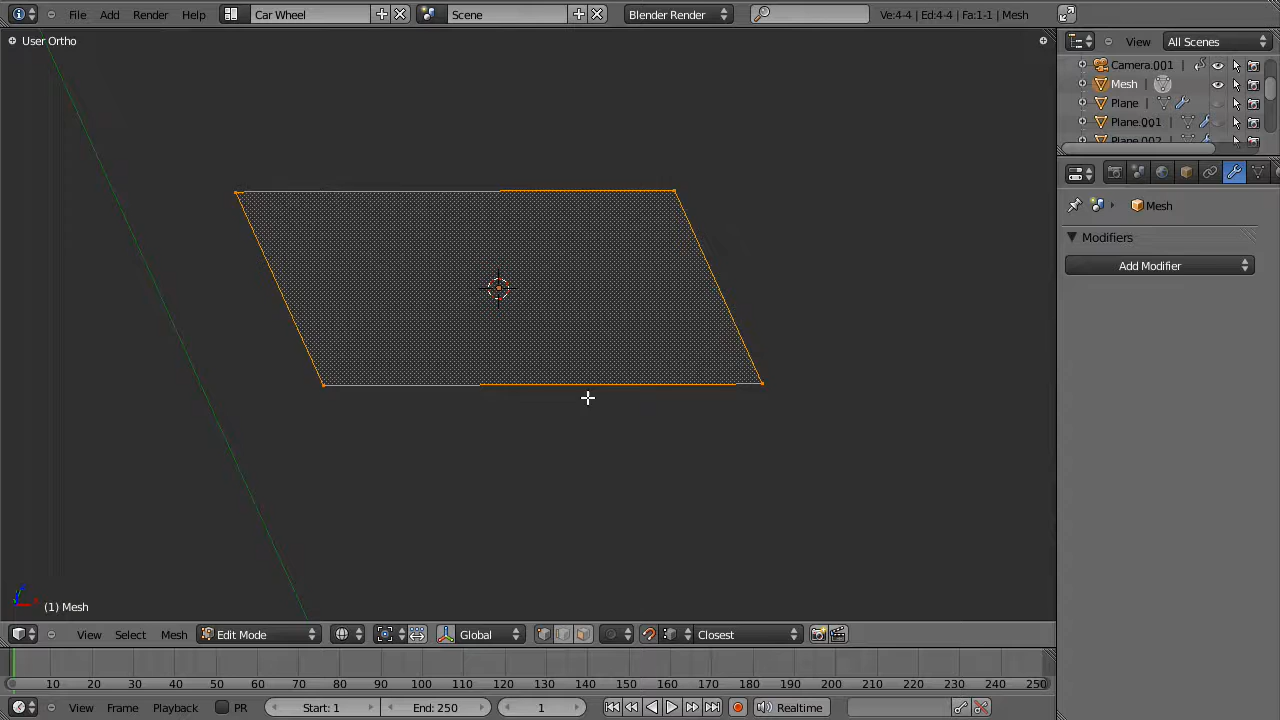 File Add Render Help Car Wheel Scene Blender Render Ve:4-4 | Ed:4-4 | Fa:1-1 | Mesh
User Ortho
View All Scenes
Camera.001
Mesh
Plane
Plane.001
Plane.002
Mesh
Modifiers
Add Modifier
(1) Mesh
View Select Mesh Edit Mode Global Closest
10 20 30 40 50 60 70 80 90 100 110 120 130 140 150 160 170 180 190 200 210 220 230 240 250
View Frame Playback PR Start: 1 End: 250 1 Realtime